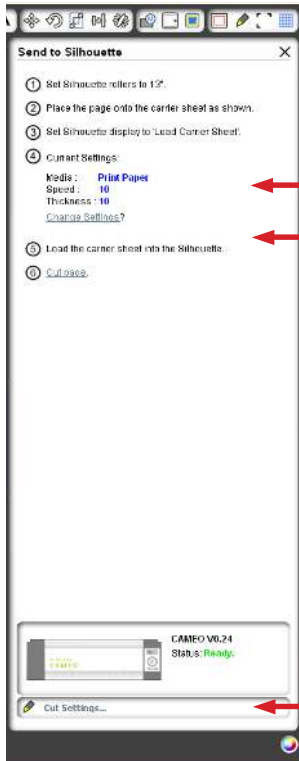 Send to Silhouette
1 Set Silhouette rollers to 13".
2 Place the page onto the carrier sheet as shown.
3 Set Silhouette display to 'Load Carrier Sheet'.
4 Current Settings:
Media : Print Paper
Speed : 10
Thickness : 10
Change Settings?
5 Load the carrier sheet into the Silhouette.
6 Cut page.
CAMEO V0.24
Status: Ready.
CAMEO
Cut Settings...